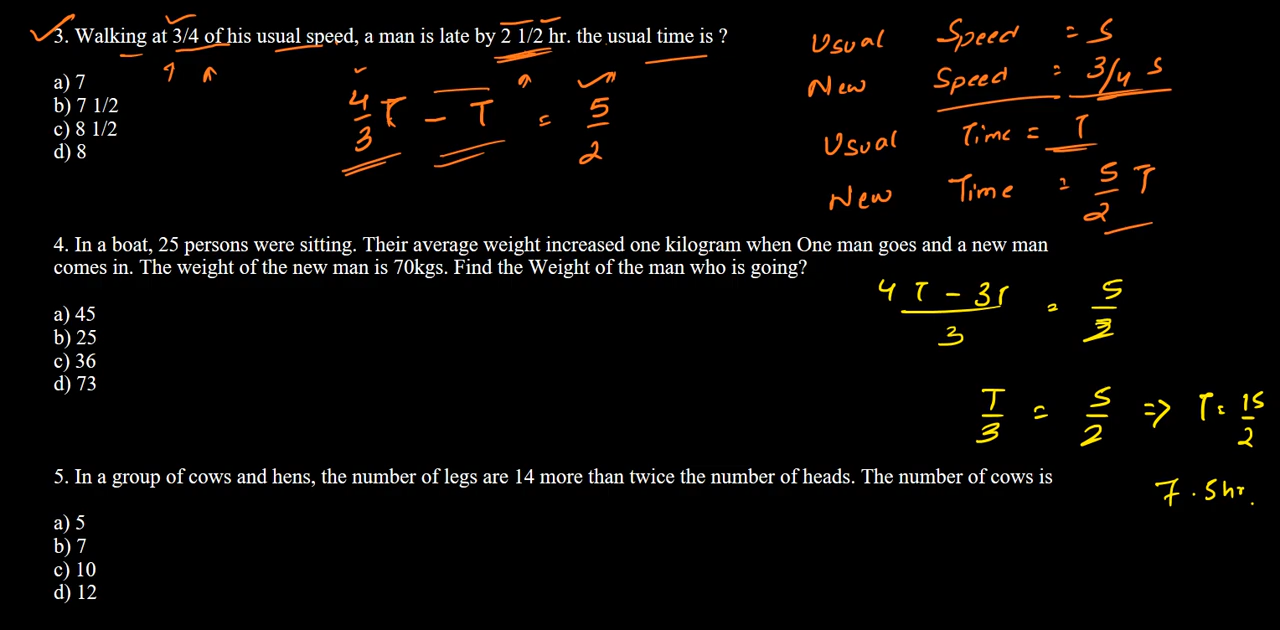 3. Walking at 3/4 of his usual speed, a man is late by 2 1/2 hr. the usual time is ?
a) 7
b) 7 1/2
c) 8 1/2
d) 8
4/3 T - T = 5/2
Usual Speed = S
New Speed = 3/4 S
Usual Time = T
New Time = 5/2 T
4. In a boat, 25 persons were sitting. Their average weight increased one kilogram when One man goes and a new man
comes in. The weight of the new man is 70kgs. Find the Weight of the man who is going?
a) 45
b) 25
c) 36
d) 73
4T - 3T / 3 = 5/2
T/3 = 5/2 => T = 15/2
7.5 hr.
5. In a group of cows and hens, the number of legs are 14 more than twice the number of heads. The number of cows is
a) 5
b) 7
c) 10
d) 12